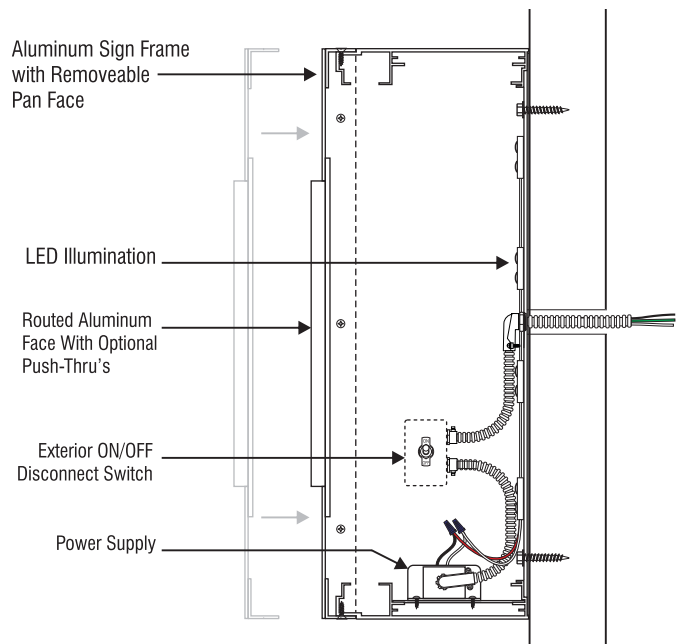 Aluminum Sign Frame
with Removeable
Pan Face
LED Illumination
Routed Aluminum
Face With Optional
Push-Thru's
Exterior ON/OFF
Disconnect Switch
Power Supply